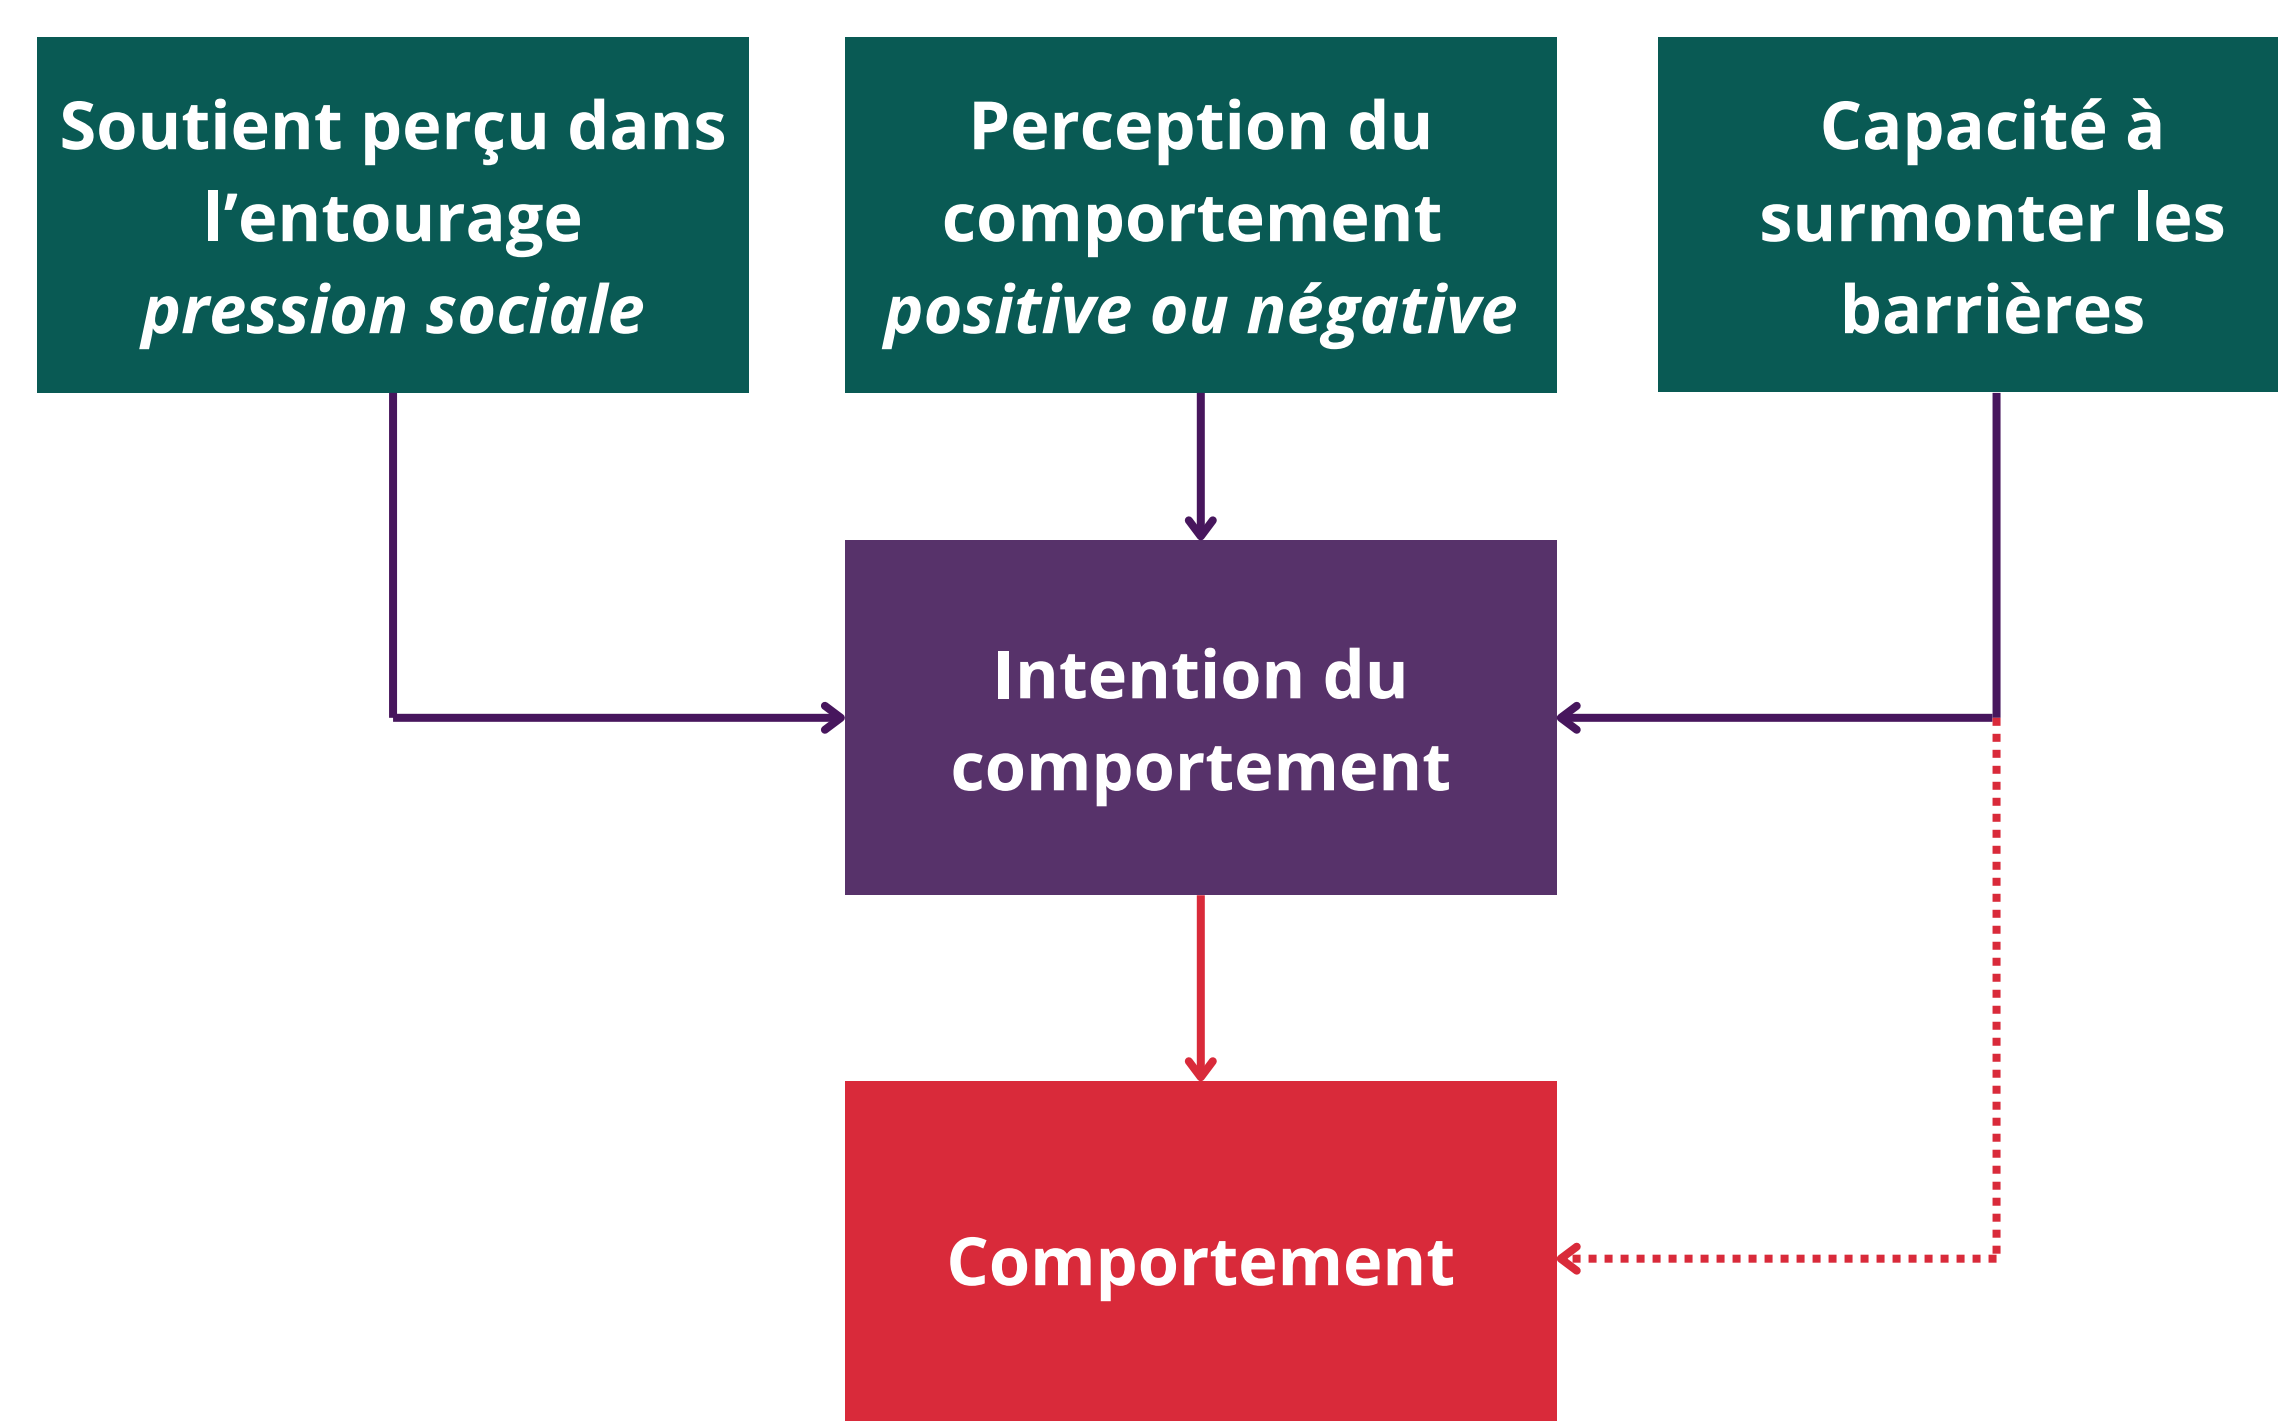 Soutient perçu dans
l’entourage
pression sociale
Perception du
comportement
positive ou négative
Capacité à
surmonter les
barrières
Intention du
comportement
Comportement